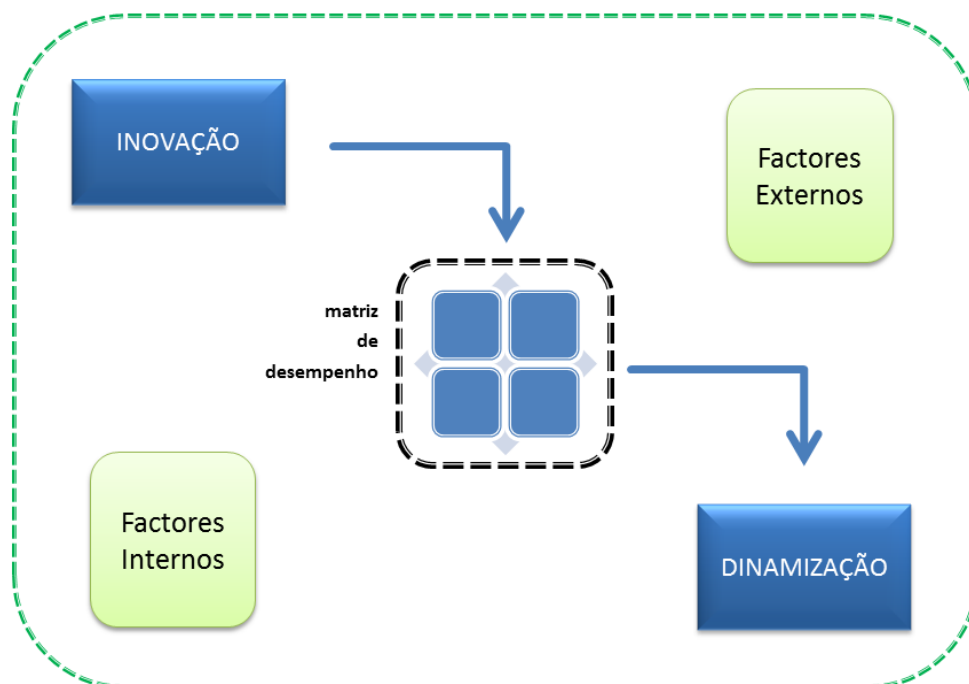 INOVAÇÃO
Factores
Externos
matriz
de
desempenho
Factores
Internos
DINAMIZAÇÃO